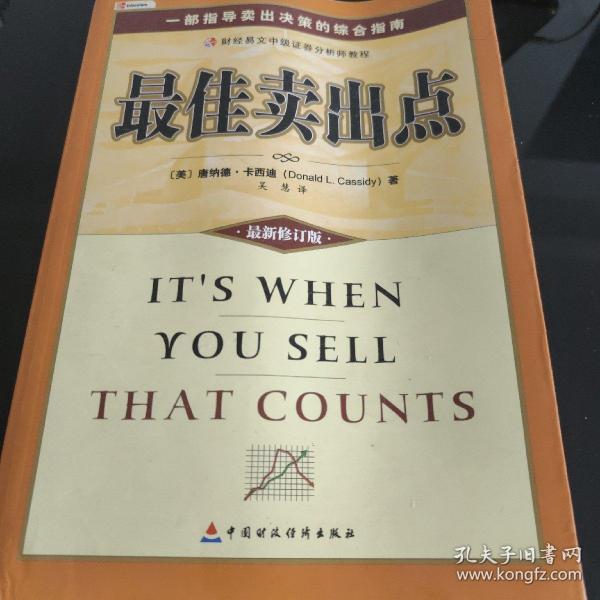 一部指导卖出决策的综合指南
财经易文中级证券分析师教程
最佳卖出点
〔美〕唐纳德·卡西迪 (Donald L. Cassidy) 著
吴慧译
·最新修订版·
IT'S WHEN
YOU SELL
THAT COUNTS
中国财政经济出版社
孔夫子旧书网
www.kongfz.com